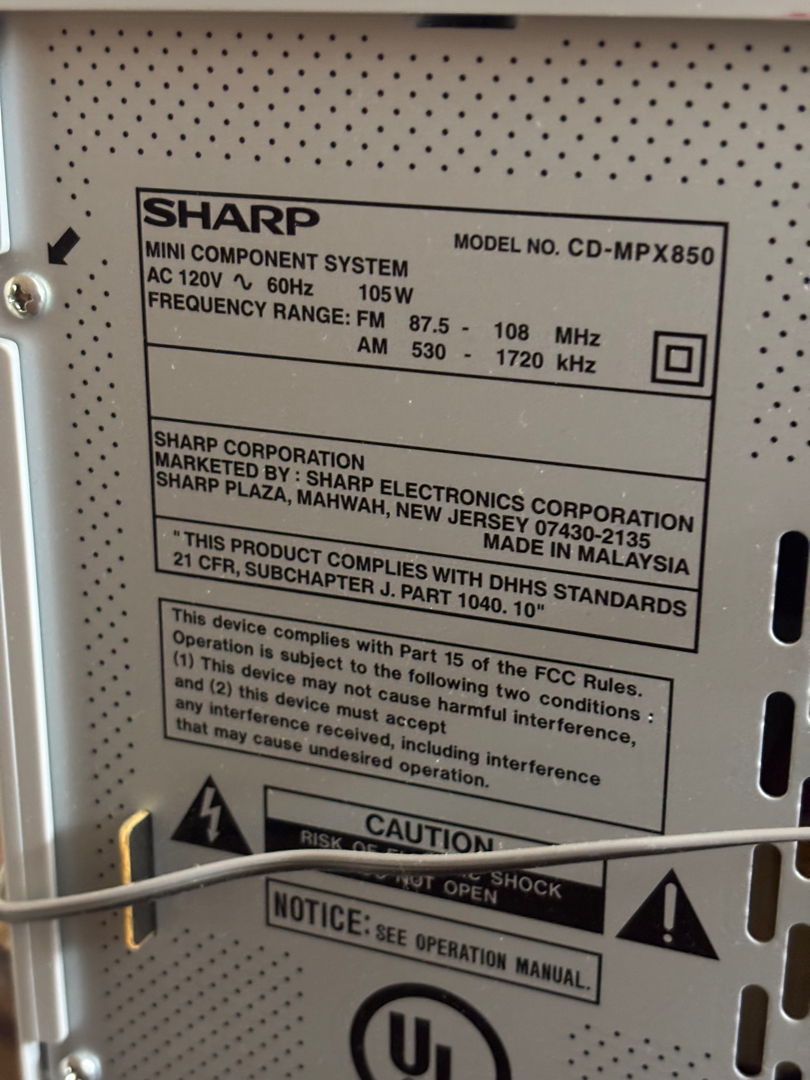 SHARP
MODEL NO. CD-MPX850
MINI COMPONENT SYSTEM
AC 120V ∿ 60Hz 105W
FREQUENCY RANGE: FM 87.5 - 108 MHz
AM 530 - 1720 kHz
SHARP CORPORATION
MARKETED BY : SHARP ELECTRONICS CORPORATION
SHARP PLAZA, MAHWAH, NEW JERSEY 07430-2135
MADE IN MALAYSIA
"THIS PRODUCT COMPLIES WITH DHHS STANDARDS
21 CFR, SUBCHAPTER J. PART 1040. 10"
This device complies with Part 15 of the FCC Rules.
Operation is subject to the following two conditions :
(1) This device may not cause harmful interference,
and (2) this device must accept
any interference received, including interference
that may cause undesired operation.
CAUTION
RISK OF SHOCK
NOT OPEN
NOTICE: SEE OPERATION MANUAL.
UL